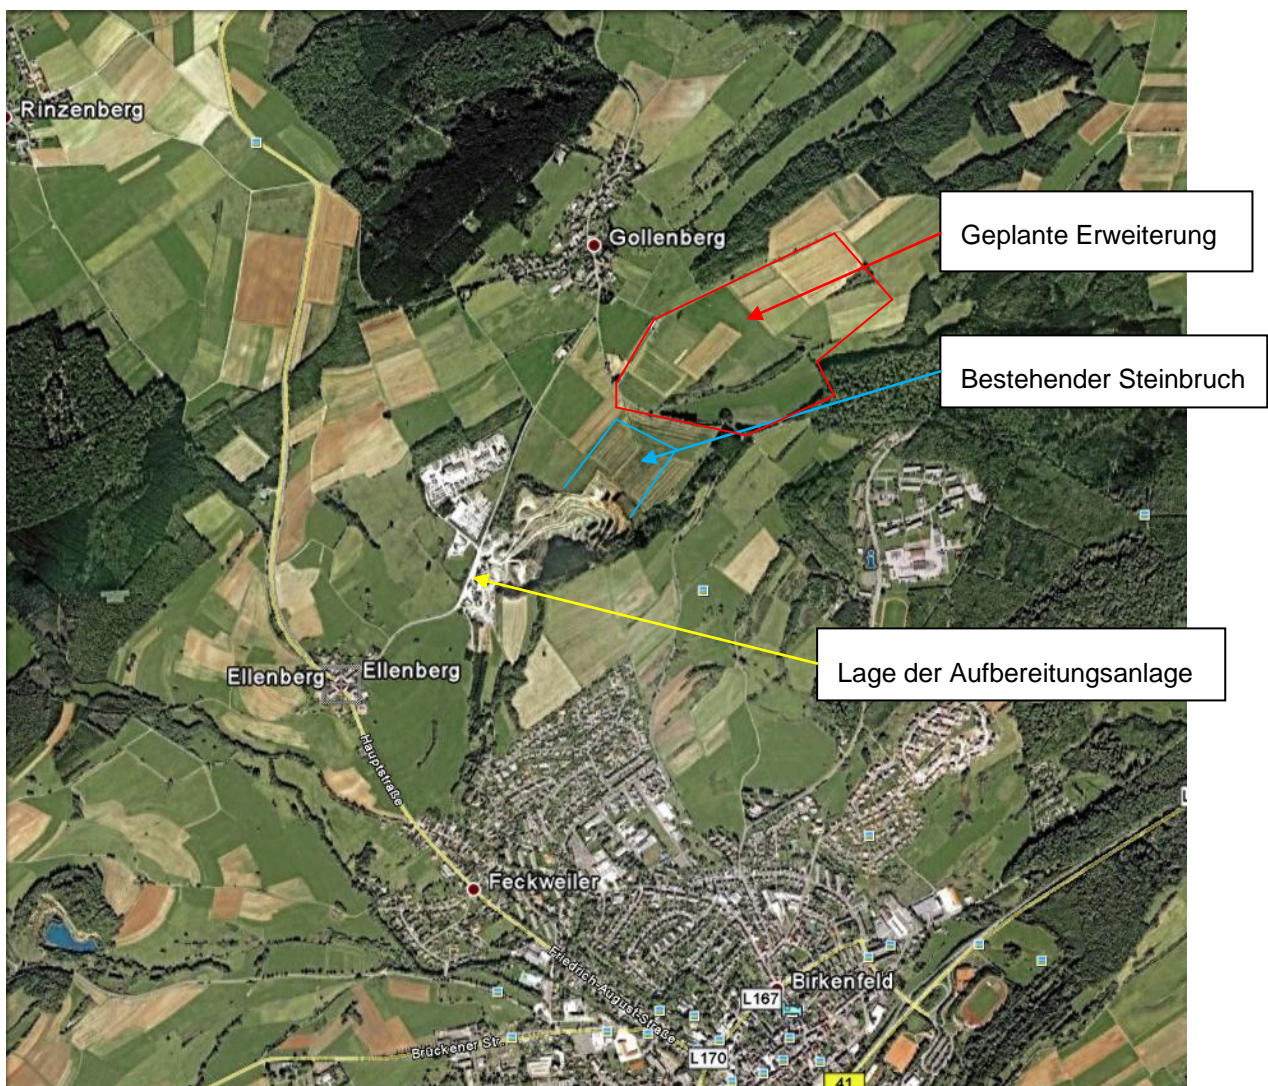 Rinzenberg
Gollenberg
Geplante Erweiterung
Bestehender Steinbruch
Lage der Aufbereitungsanlage
Ellenberg
Ellenberg
Hauptstraße
Feckweiler
Friedrich-August-Straße
Birkenfeld
L167
Brückener Str.
L170
41